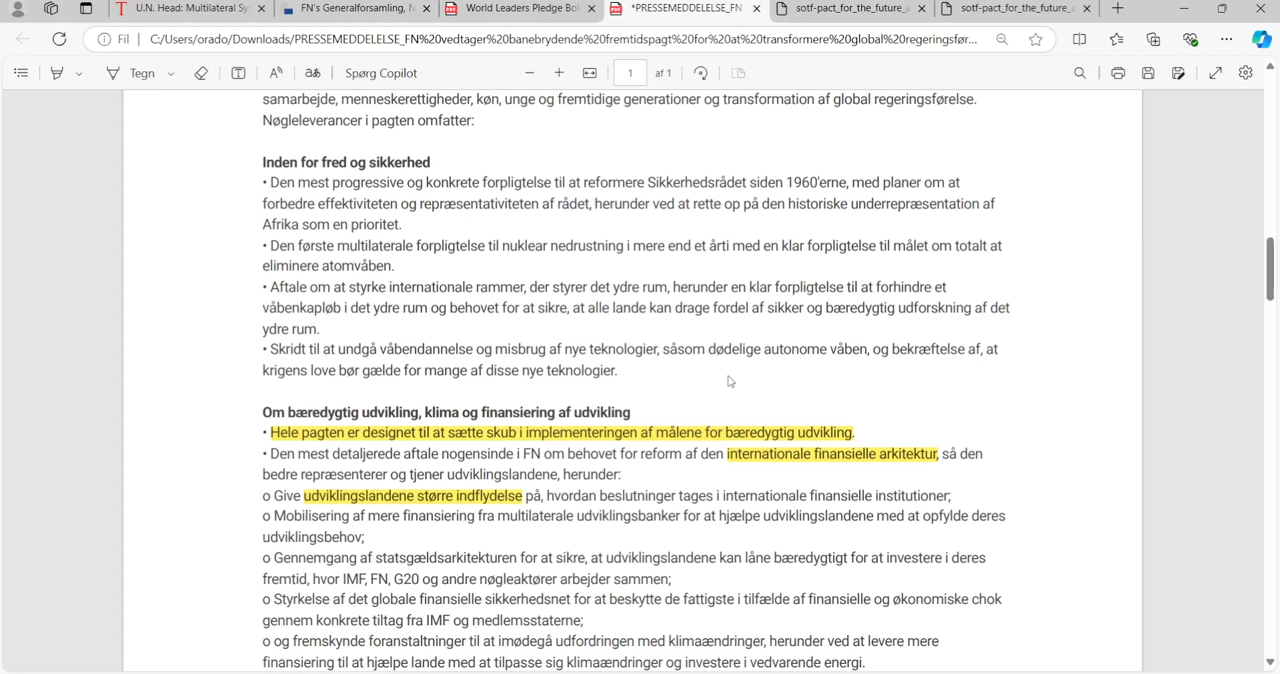 U.N. Head: Multilateral Sy
FN's Generalforsamling, N
World Leaders Pledge Bol
*PRESSEMEDDELELSE_FN
sotf-pact_for_the_future_a
sotf-pact_for_the_future_a
Fil
C:/Users/orado/Downloads/PRESSEMEDDELELSE_FN%20vedtager%20banebrydende%20fremtidspagt%20for%20at%20transformere%20global%20regeringsfør...
Tegn
Spørg Copilot
1 af 1
samarbejde, menneskerettigheder, køn, unge og fremtidige generationer og transformation af global regeringsførelse.
Nøgleleverancer i pagten omfatter:
Inden for fred og sikkerhed
• Den mest progressive og konkrete forpligtelse til at reformere Sikkerhedsrådet siden 1960'erne, med planer om at
forbedre effektiviteten og repræsentativiteten af rådet, herunder ved at rette op på den historiske underrepræsentation af
Afrika som en prioritet.
• Den første multilaterale forpligtelse til nuklear nedrustning i mere end et årti med en klar forpligtelse til målet om totalt at
eliminere atomvåben.
• Aftale om at styrke internationale rammer, der styrer det ydre rum, herunder en klar forpligtelse til at forhindre et
våbenkapløb i det ydre rum og behovet for at sikre, at alle lande kan drage fordel af sikker og bæredygtig udforskning af det
ydre rum.
• Skridt til at undgå våbendannelse og misbrug af nye teknologier, såsom dødelige autonome våben, og bekræftelse af, at
krigens love bør gælde for mange af disse nye teknologier.
Om bæredygtig udvikling, klima og finansiering af udvikling
• Hele pagten er designet til at sætte skub i implementeringen af målene for bæredygtig udvikling.
• Den mest detaljerede aftale nogensinde i FN om behovet for reform af den internationale finansielle arkitektur, så den
bedre repræsenterer og tjener udviklingslandene, herunder:
o Give udviklingslandene større indflydelse på, hvordan beslutninger tages i internationale finansielle institutioner;
o Mobilisering af mere finansiering fra multilaterale udviklingsbanker for at hjælpe udviklingslandene med at opfylde deres
udviklingsbehov;
o Gennemgang af statsgældsarkitekturen for at sikre, at udviklingslandene kan låne bæredygtigt for at investere i deres
fremtid, hvor IMF, FN, G20 og andre nøgleaktører arbejder sammen;
o Styrkelse af det globale finansielle sikkerhedsnet for at beskytte de fattigste i tilfælde af finansielle og økonomiske chok
gennem konkrete tiltag fra IMF og medlemsstaterne;
o og fremskynde foranstaltninger til at imødegå udfordringen med klimaændringer, herunder ved at levere mere
finansiering til at hjælpe lande med at tilpasse sig klimaændringer og investere i vedvarende energi.